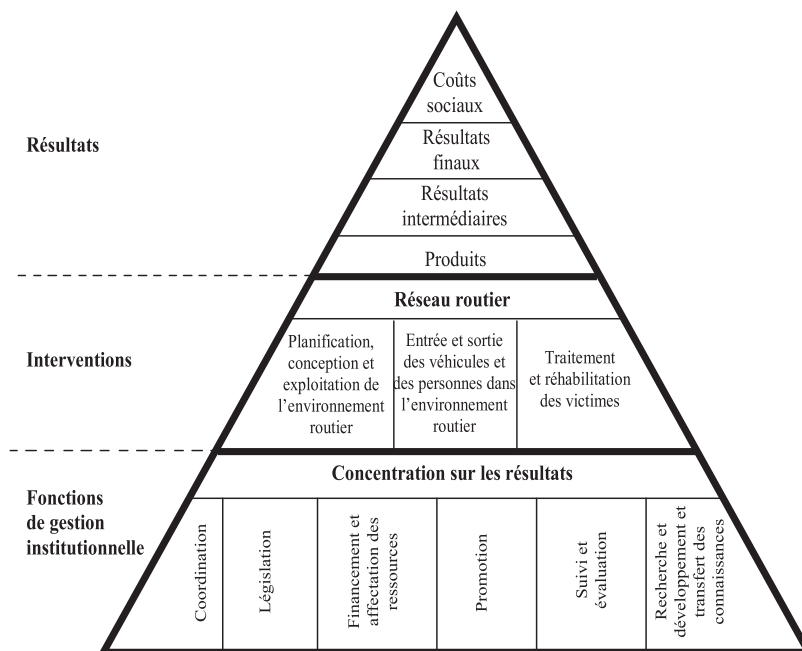 Coûts
sociaux
Résultats
finaux
Résultats
intermédiaires
Produits
Résultats
Réseau routier
Planification,
conception et
exploitation de
l’environnement
routier
Entrée et sortie
des véhicules et
des personnes dans
l’environnement
routier
Traitement
et réhabilitation
des victimes
Interventions
Concentration sur les résultats
Fonctions
de gestion
institutionnelle
Coordination
Législation
Financement et
affectation des
ressources
Promotion
Suivi et
évaluation
Recherche et
développement et
transfert des
connaissances